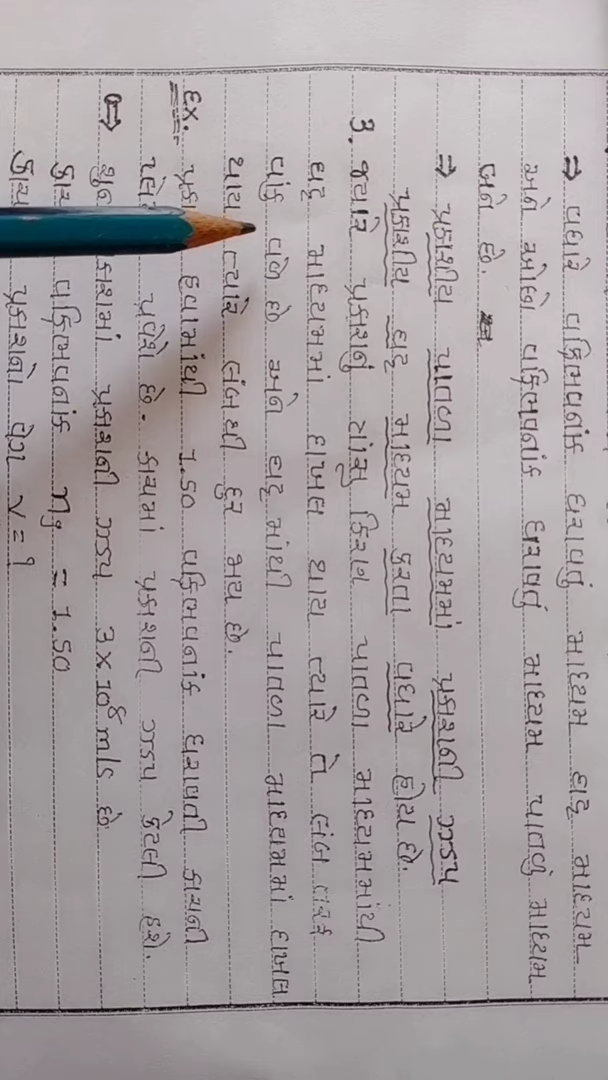 ⇒ વધારે વક્રિભવનાંક ધરાવતું માધ્યમ ઘટ્ટ માધ્યમ
અને ઓછો વક્રિભવનાંક ધરાવતું માધ્યમ પાતળું માધ્યમ
બને છે.
⇒ પ્રકાશીય પાતળા માધ્યમમાં પ્રકાશની ઝડપ
પ્રકાશીય ઘટ્ટ માધ્યમ કરતા વધારે હોય છે.
3. જયારે પ્રકાશનું ત્રાંસુ કિરણ પાતળા માધ્યમમાંથી
ઘટ્ટ માધ્યમમાં દાખલ થાય ત્યારે તે લંબ તરફ
વાંકુ વળે છે અને ઘટ્ટમાંથી પાતળા માધ્યમમાં દાખલ
થાય ત્યારે લંબથી દુર જાય છે.
Ex. હવામાંથી 1.50 વક્રિભવનાંક ધરાવતી કાચની
પ્રવેશે છે. કાચમાં પ્રકાશની ઝડપ કેટલી હશે.
⇔ પ્રકાશની ઝડપ 3 × 10⁸ m/s છે
વક્રિભવનાંક ng = 1.50
પ્રકાશનો વેગ v = ?